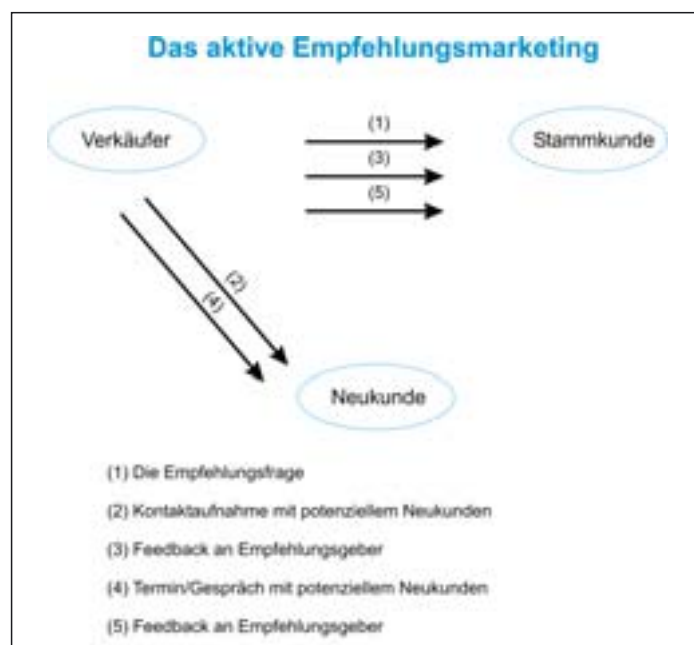 Das aktive Empfehlungsmarketing
Verkäufer
(1)
Stammkunde
(3)
(5)
(2)
(4)
Neukunde
(1) Die Empfehlungsfrage
(2) Kontaktaufnahme mit potenziellem Neukunden
(3) Feedback an Empfehlungsgeber
(4) Termin/Gespräch mit potenziellem Neukunden
(5) Feedback an Empfehlungsgeber